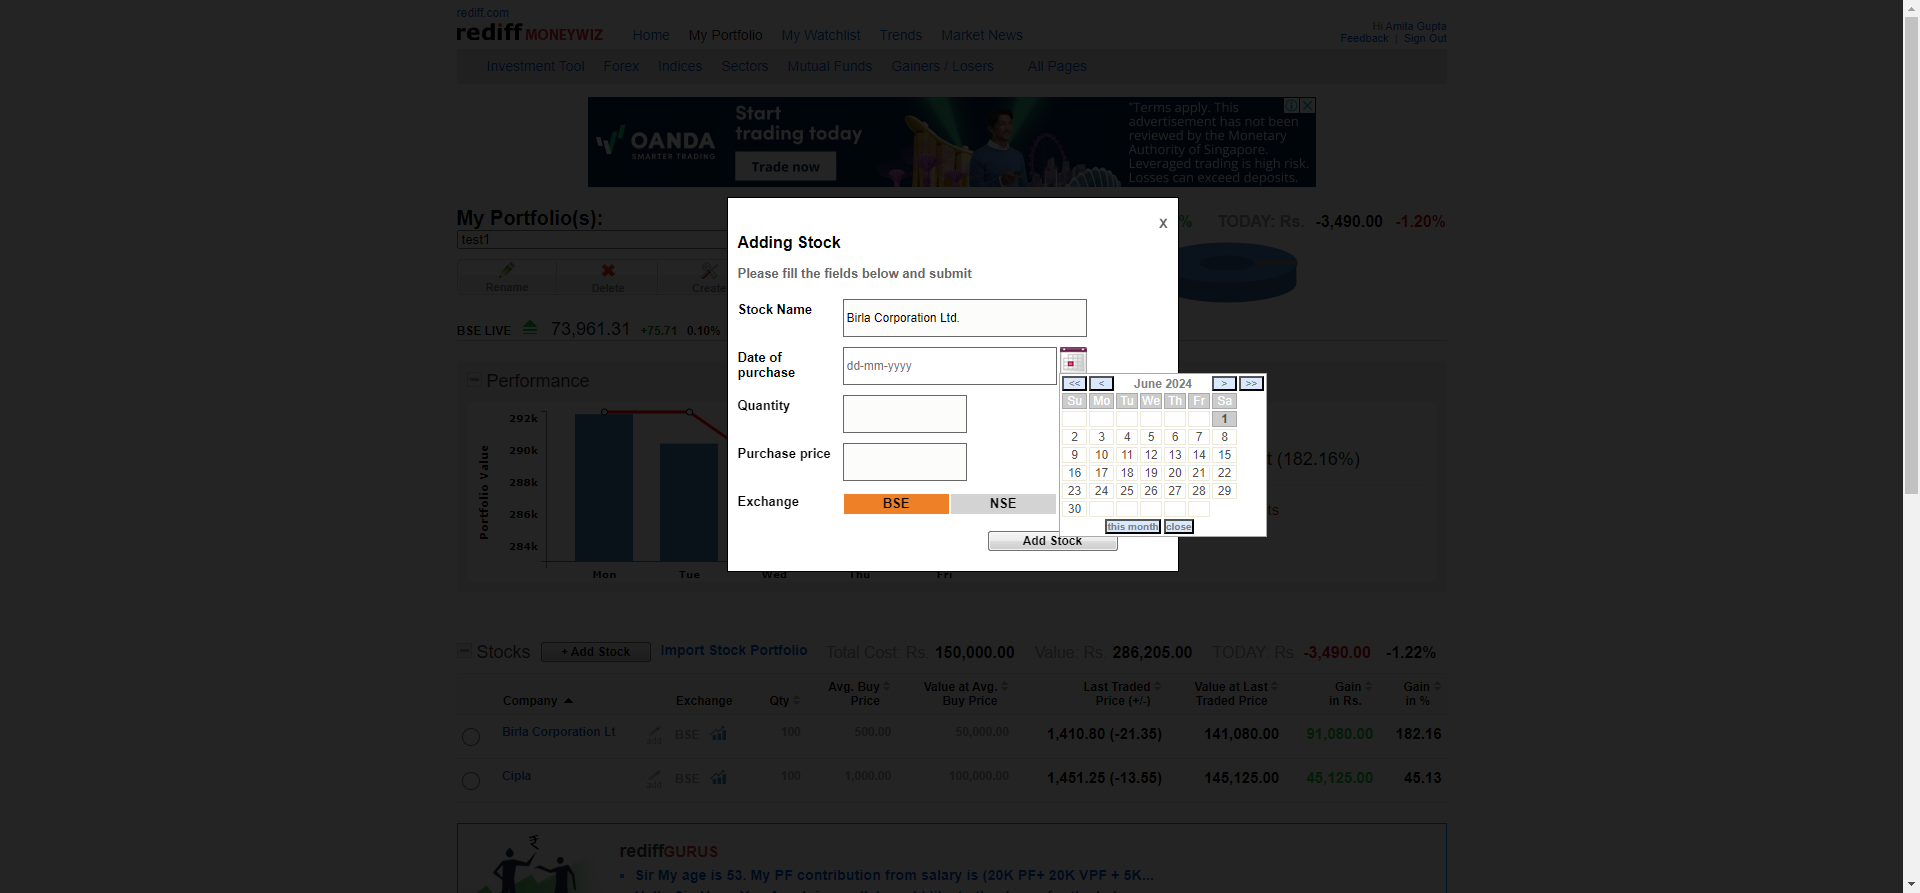 rediff.com
rediff MONEYWIZ
Home My Portfolio My Watchlist Trends Market News
Hi Amita Gupta
Feedback | Sign Out
Investment Tool Forex Indices Sectors Mutual Funds Gainers / Losers All Pages
OANDA
SMARTER TRADING
Start
trading today
Trade now
"Terms apply. This
advertisement has not been
reviewed by the Monetary
Authority of Singapore.
Leveraged trading is high risk.
Losses can exceed deposits.
My Portfolio(s):
test1
% TODAY: Rs. -3,490.00 -1.20%
Rename Delete Create
BSE LIVE 73,961.31 +75.71 0.10%
X
Adding Stock
Please fill the fields below and submit
Stock Name Birla Corporation Ltd.
Date of
purchase
dd-mm-yyyy
Quantity
Purchase price
Exchange BSE NSE
Add Stock
<< < June 2024 > >>
Su Mo Tu We Th Fr Sa
1
2 3 4 5 6 7 8
9 10 11 12 13 14 15
16 17 18 19 20 21 22
23 24 25 26 27 28 29
30
this month close
Performance
Portfolio Value
292k
290k
288k
286k
284k
Mon Tue Wed Thu Fri
t (182.16%)
ts
Stocks + Add Stock Import Stock Portfolio Total Cost Rs. 150,000.00 Value: Rs. 286,205.00 TODAY: Rs. -3,490.00 -1.22%
Company Exchange Qty Avg. Buy Price Value at Avg. Buy Price Last Traded Price (+/-) Value at Last Traded Price Gain in Rs. Gain in %
Birla Corporation Lt add BSE 100 500.00 50,000.00 1,410.80 (-21.35) 141,080.00 91,080.00 182.16
Cipla add BSE 100 1,000.00 100,000.00 1,451.25 (-13.55) 145,125.00 45,125.00 45.13
₹
rediffGURUS
Sir My age is 53. My PF contribution from salary is (20K PF+ 20K VPF + 5K...